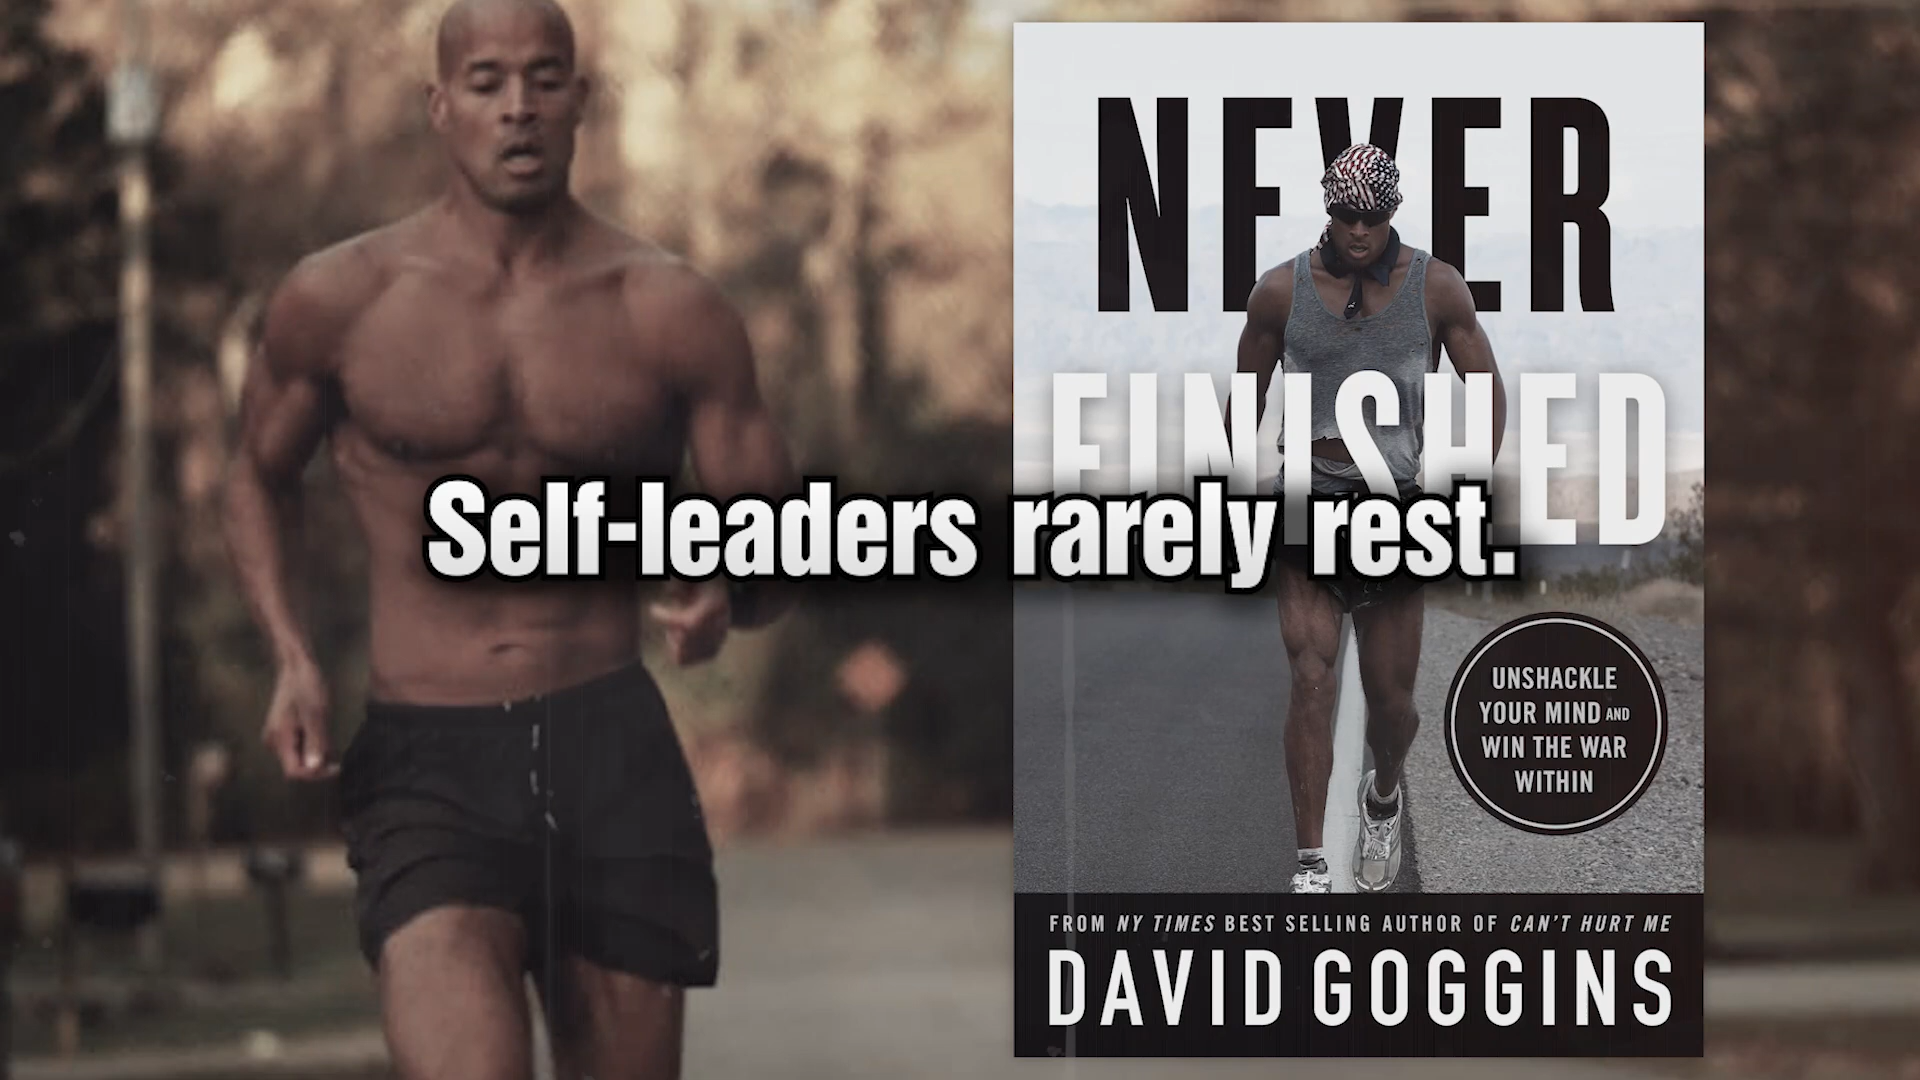 NEVER
FINISHED
Self-leaders rarely rest.
UNSHACKLE
YOUR MIND AND
WIN THE WAR
WITHIN
FROM NY TIMES BEST SELLING AUTHOR OF CAN'T HURT ME
DAVID GOGGINS